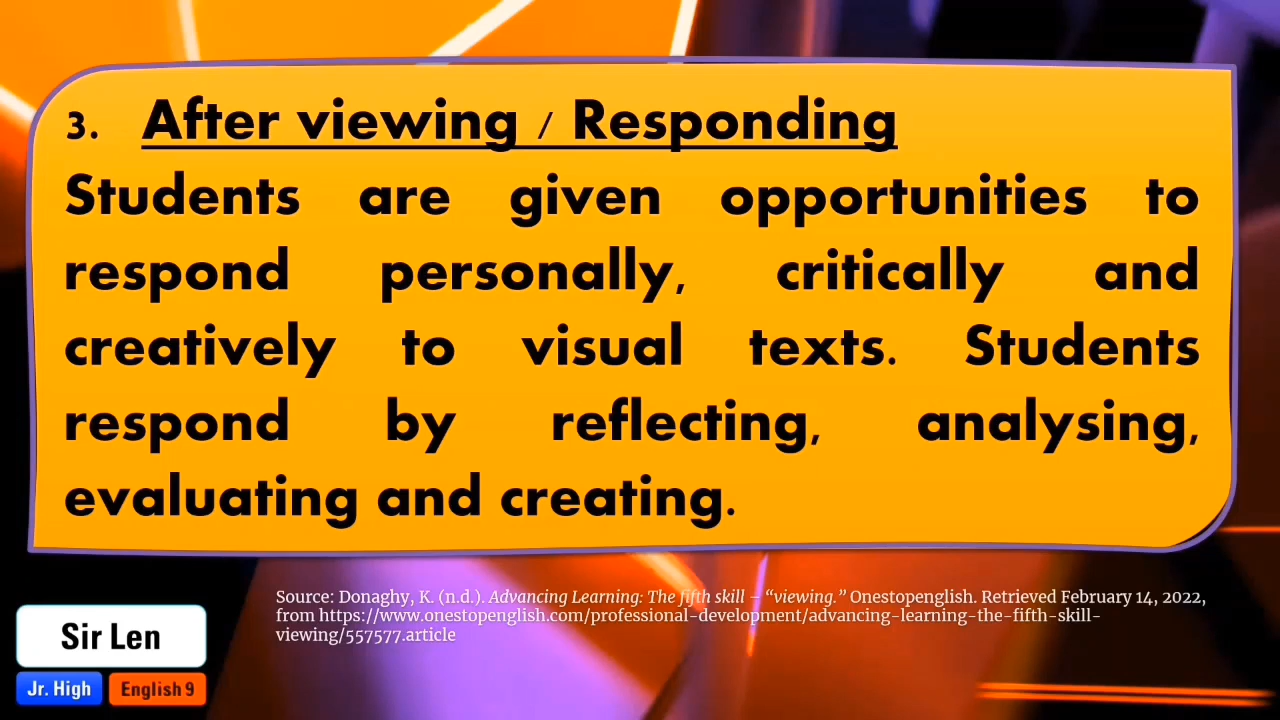 3. After viewing / Responding
Students are given opportunities to
respond personally, critically and
creatively to visual texts. Students
respond by reflecting, analysing,
evaluating and creating.
Source: Donaghy, K. (n.d.). Advancing Learning: The fifth skill – “viewing.” Onestopenglish. Retrieved February 14, 2022,
from https://www.onestopenglish.com/professional-development/advancing-learning-the-fifth-skill-
viewing/557577.article
Sir Len
Jr. High English 9